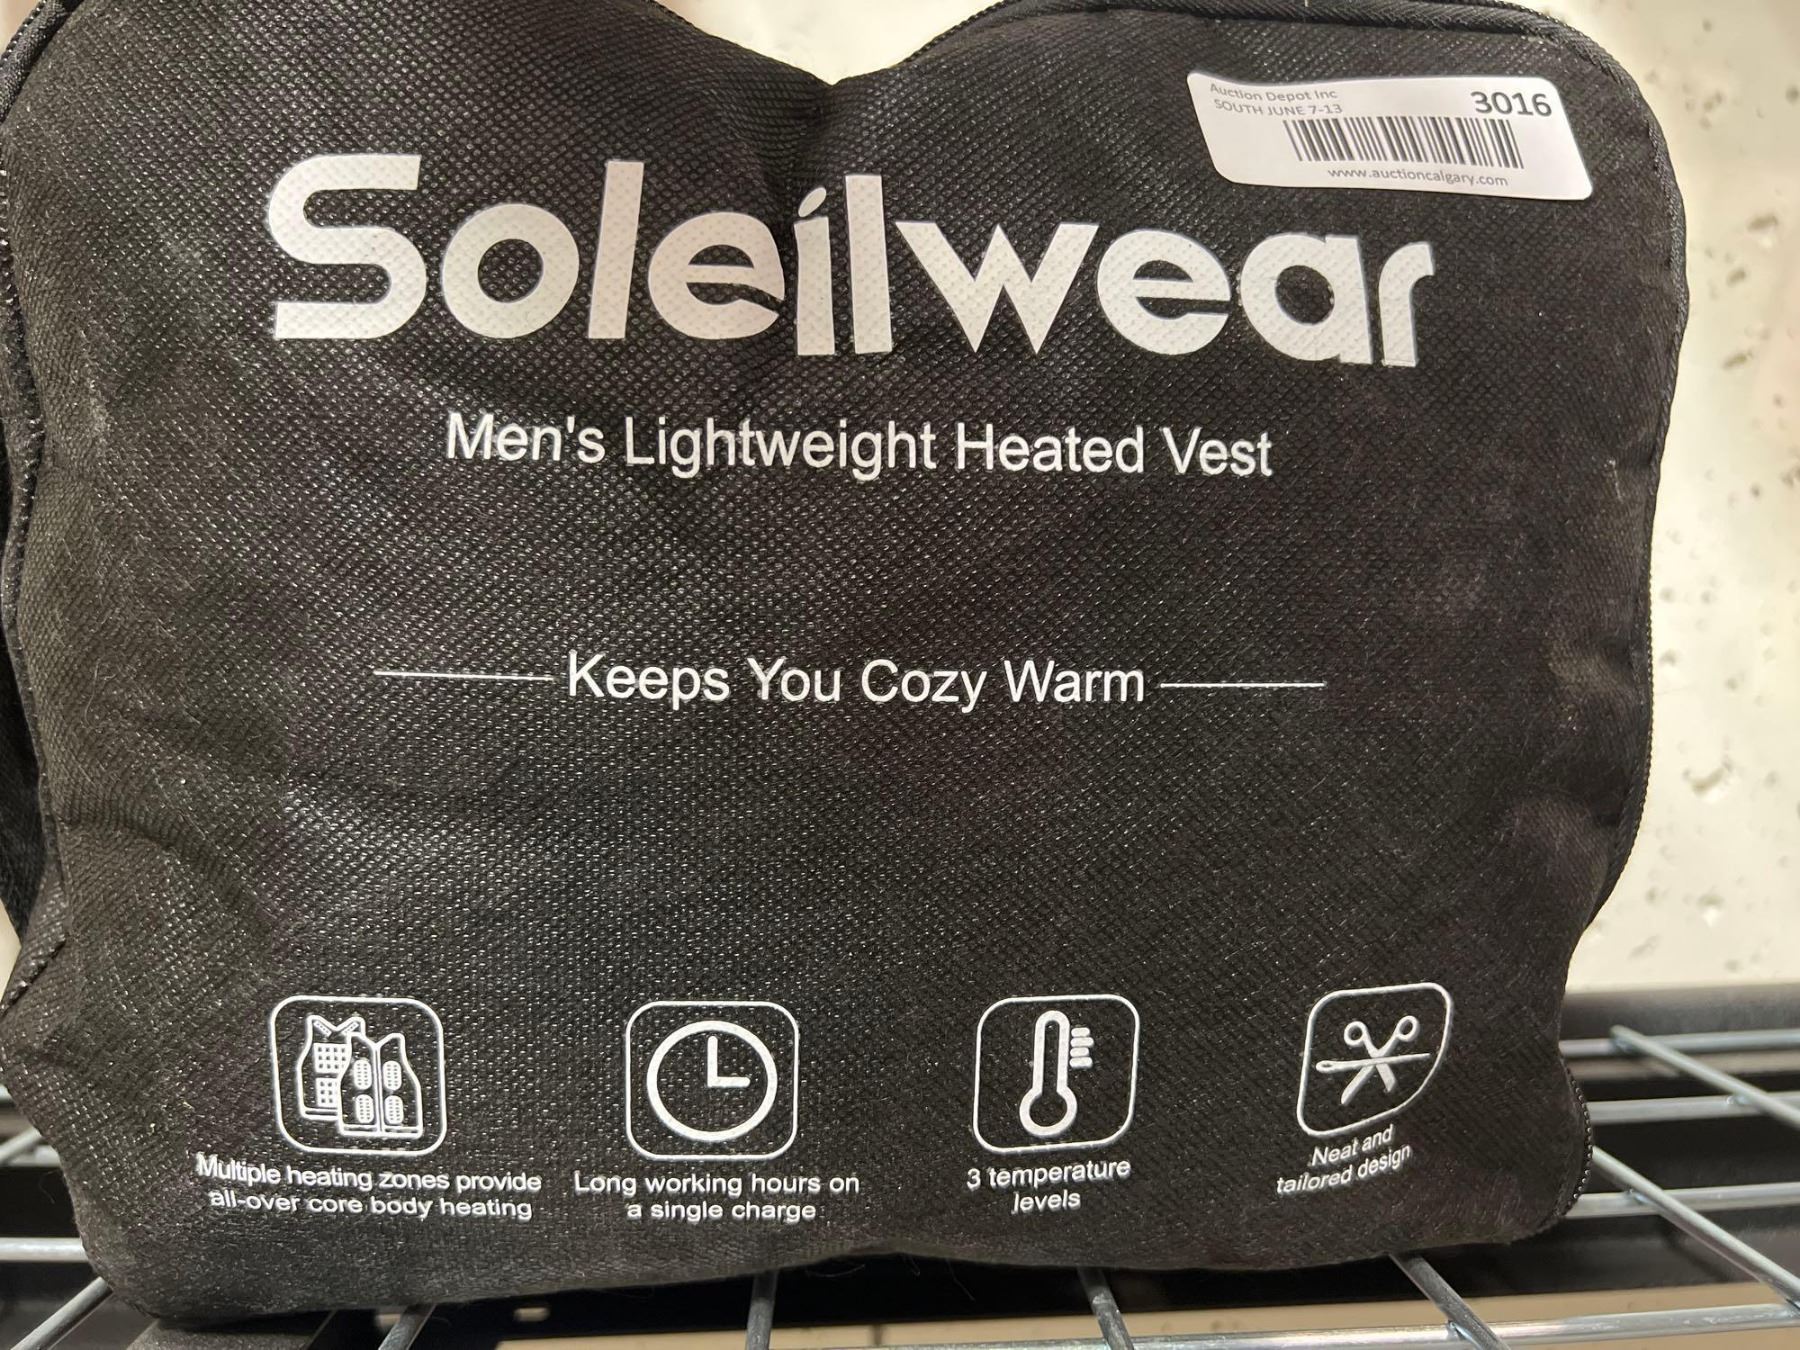 Auction Depot Inc
SOUTH JUNE 7-13
3016
www.auctioncalgary.com
Soleilwear
Men's Lightweight Heated Vest
Keeps You Cozy Warm
Multiple heating zones provide
all-over core body heating
Long working hours on
a single charge
3 temperature
levels
Neat and
tailored design